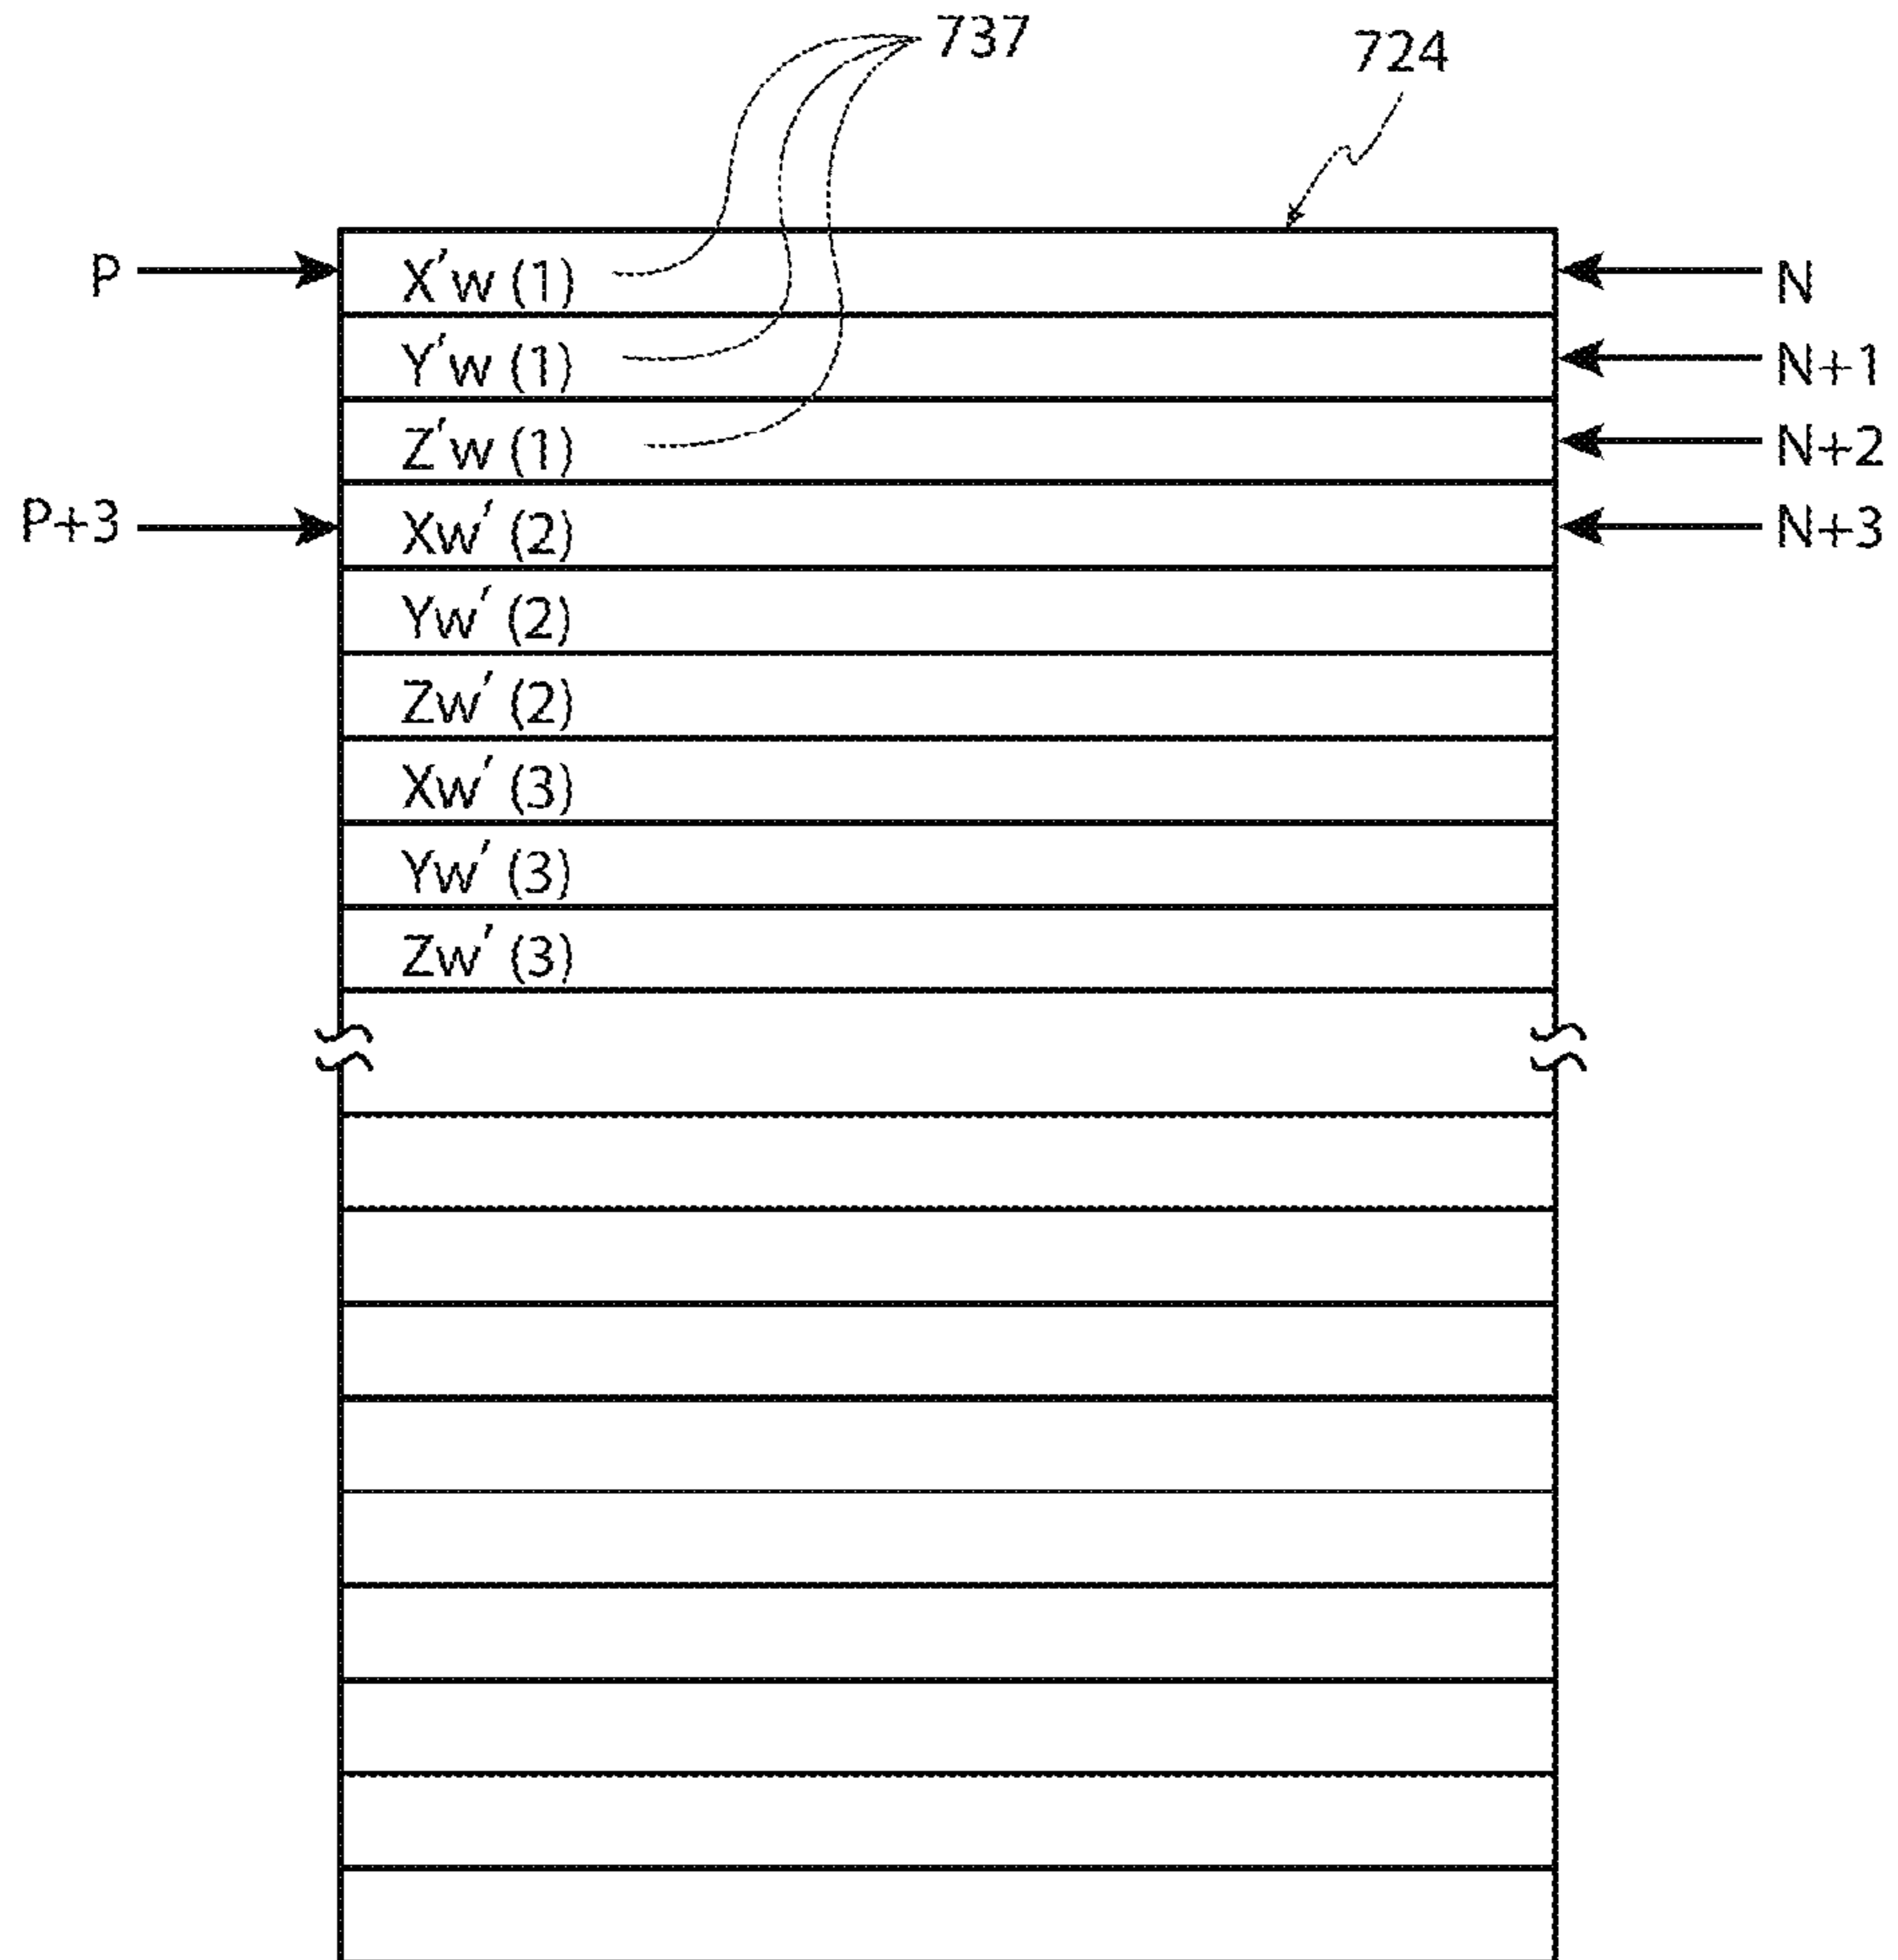 737
724
P X′w (1) N
Y′w (1) N+1
Z′w (1) N+2
P+3 Xw′ (2) N+3
Yw′ (2)
Zw′ (2)
Xw′ (3)
Yw′ (3)
Zw′ (3)